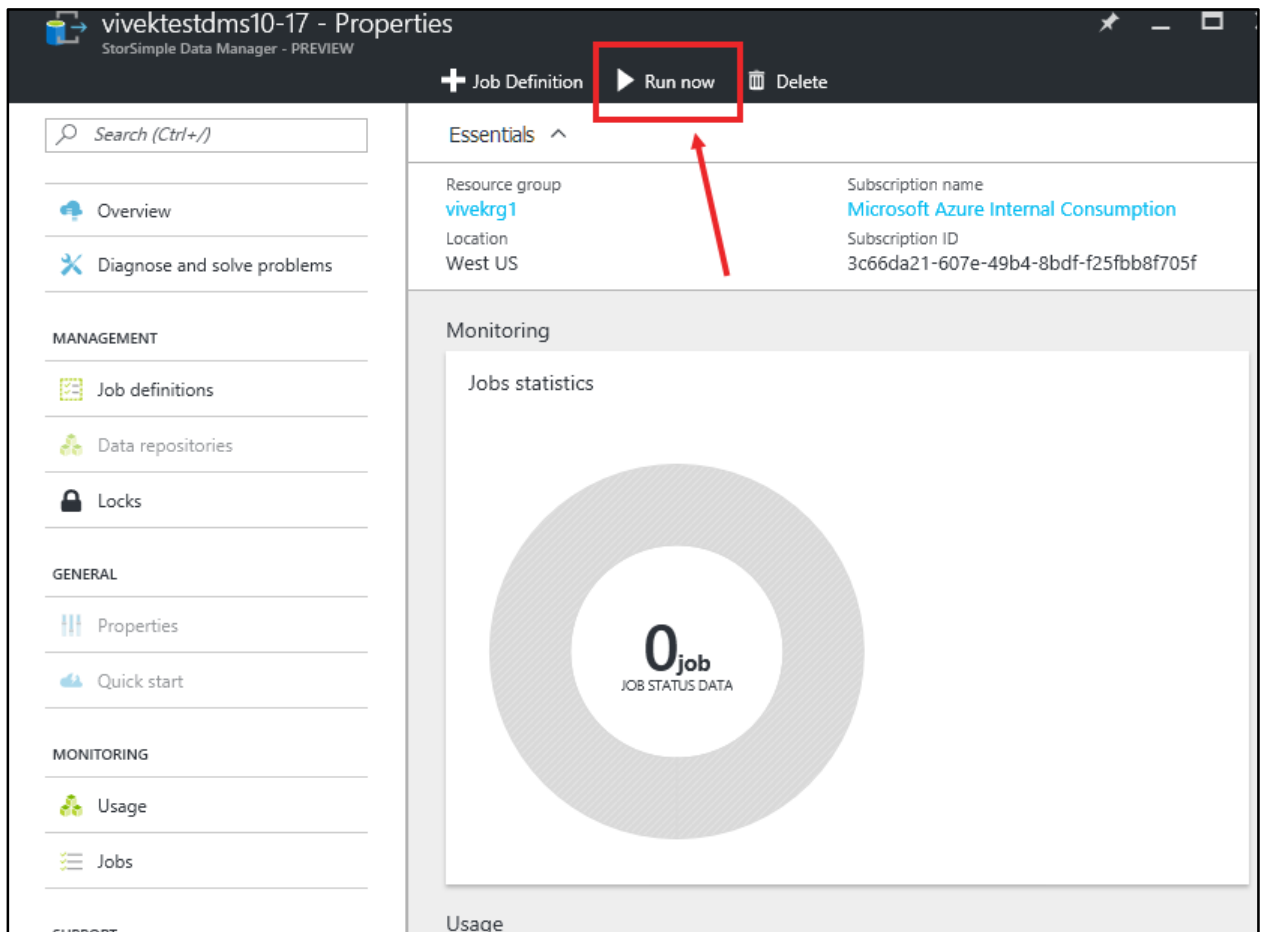 vivektestdms10-17 - Properties
StorSimple Data Manager - PREVIEW
Job Definition
Run now
Delete
Search (Ctrl+/)
Overview
Diagnose and solve problems
MANAGEMENT
Job definitions
Data repositories
Locks
GENERAL
Properties
Quick start
MONITORING
Usage
Jobs
SUPPORT
Essentials
Resource group
vivekrg1
Location
West US
Subscription name
Microsoft Azure Internal Consumption
Subscription ID
3c66da21-607e-49b4-8bdf-f25fbb8f705f
Monitoring
Jobs statistics
0 job
JOB STATUS DATA
Usage